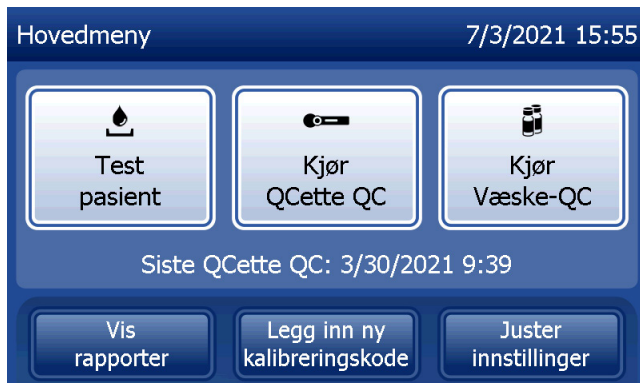 Hovedmeny 7/3/2021 15:55
Test
pasient
Kjør
QCette QC
Kjør
Væske-QC
Siste QCette QC: 3/30/2021 9:39
Vis
rapporter
Legg inn ny
kalibreringskode
Juster
innstillinger